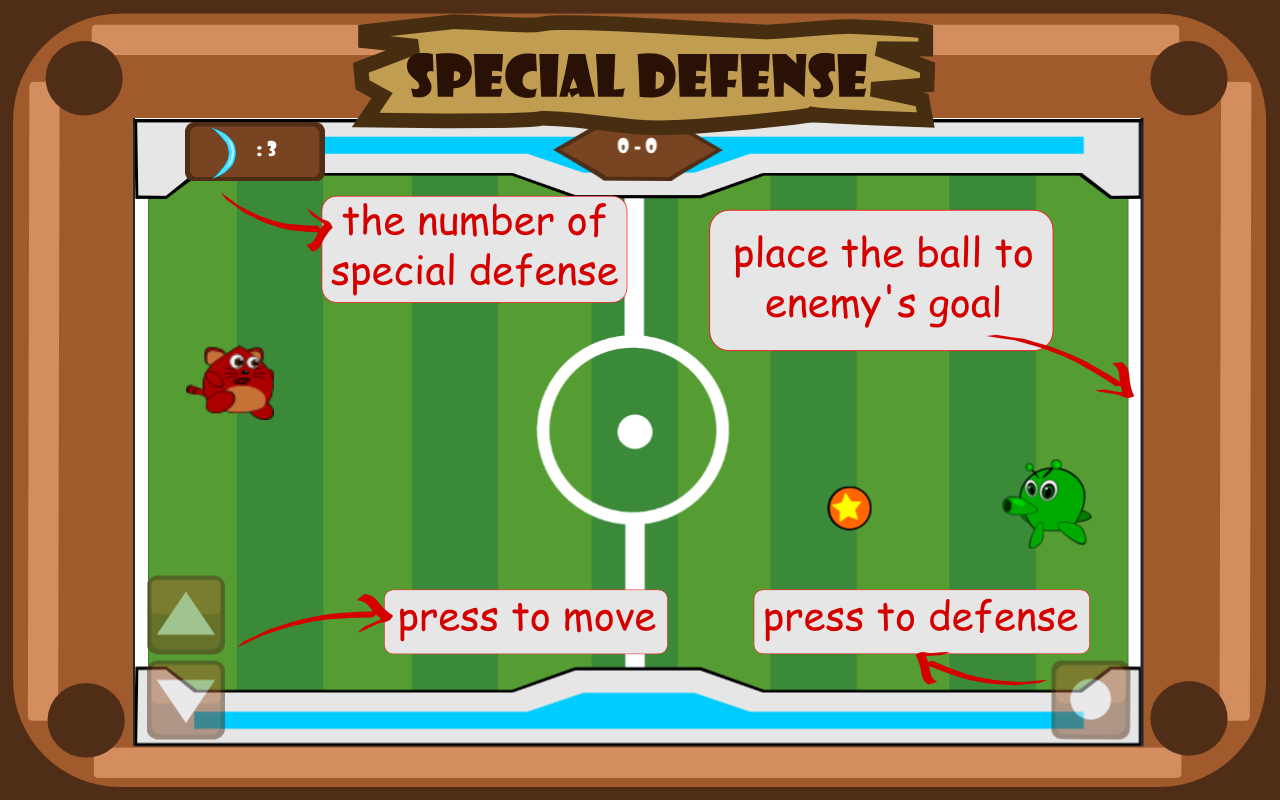 SPECIAL DEFENSE
:3
0-0
the number of
special defense
place the ball to
enemy's goal
press to move
press to defense